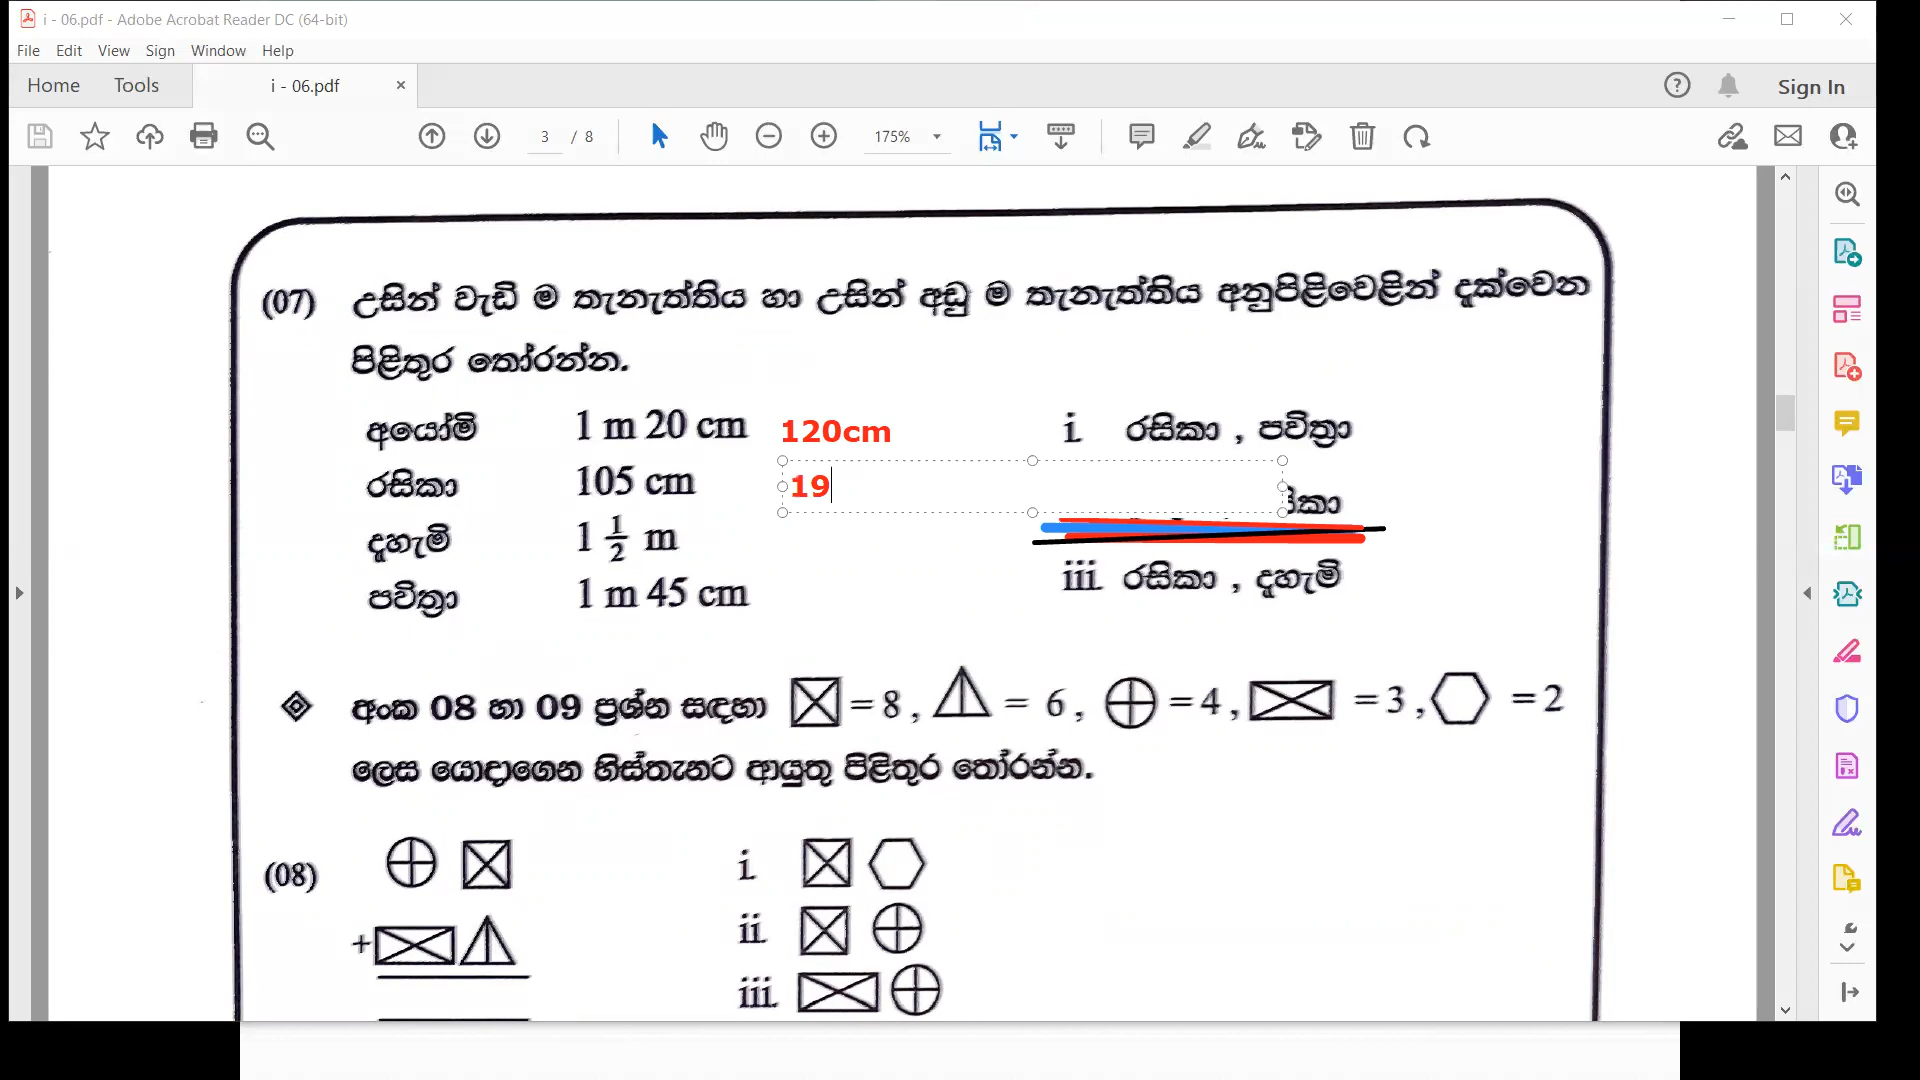 i - 06.pdf - Adobe Acrobat Reader DC (64-bit)
File Edit View Sign Window Help
Home Tools i - 06.pdf × Sign In
3 / 8 175%
(07) උසින් වැඩි ම තැනැත්තිය හා උසින් අඩු ම තැනැත්තිය අනුපිළිවෙළින් දැක්වෙන
පිළිතුර තෝරන්න.
අයෝමි 1 m 20 cm 120cm i. රසිකා , පවිත්‍රා
රසිකා 105 cm 19
දැහැමි 1 1/2 m
පවිත්‍රා 1 m 45 cm iii. රසිකා , දැහැමි
අංක 08 හා 09 ප්‍රශ්න සඳහා = 8 , = 6 , = 4 , = 3 , = 2
ලෙස යොදාගෙන හිස්තැනට ආයුතු පිළිතුර තෝරන්න.
(08) i.
+ ii.
iii.